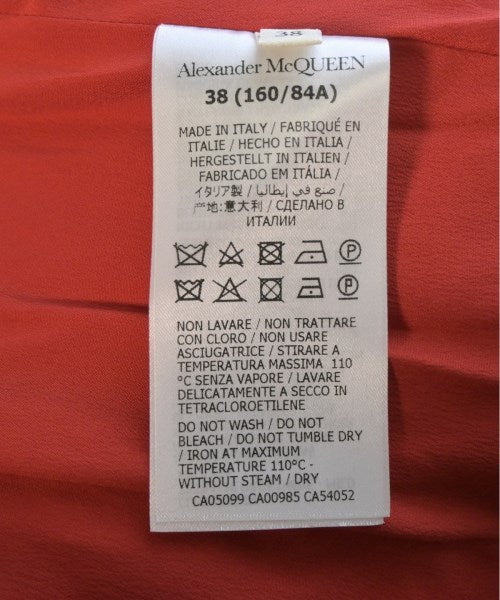 38
Alexander McQUEEN
38 (160/84A)
MADE IN ITALY / FABRIQUÉ EN
ITALIE / HECHO EN ITALIA /
HERGESTELLT IN ITALIEN /
FABRICADO EM ITÁLIA /
イタリア製 / صنع في إيطاليا /
产地:意大利 / СДЕЛАНО В
ИТАЛИИ
P
P
NON LAVARE / NON TRATTARE
CON CLORO / NON USARE
ASCIUGATRICE / STIRARE A
TEMPERATURA MASSIMA 110
°C SENZA VAPORE / LAVARE
DELICATAMENTE A SECCO IN
TETRACLOROETILENE
DO NOT WASH / DO NOT
BLEACH / DO NOT TUMBLE DRY
/ IRON AT MAXIMUM
TEMPERATURE 110°C -
WITHOUT STEAM / DRY
CA05099 CA00985 CA54052